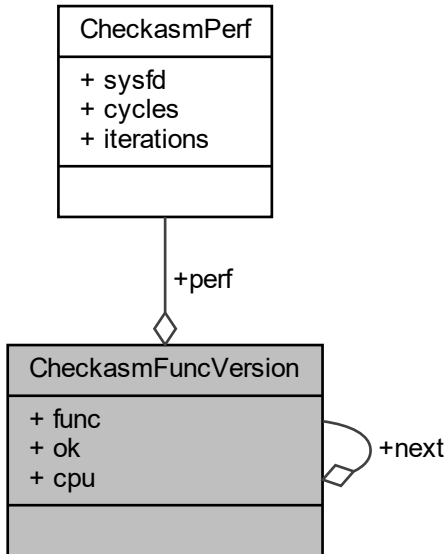 CheckasmPerf
+ sysfd
+ cycles
+ iterations
+perf
CheckasmFuncVersion
+ func
+ ok
+ cpu
+next